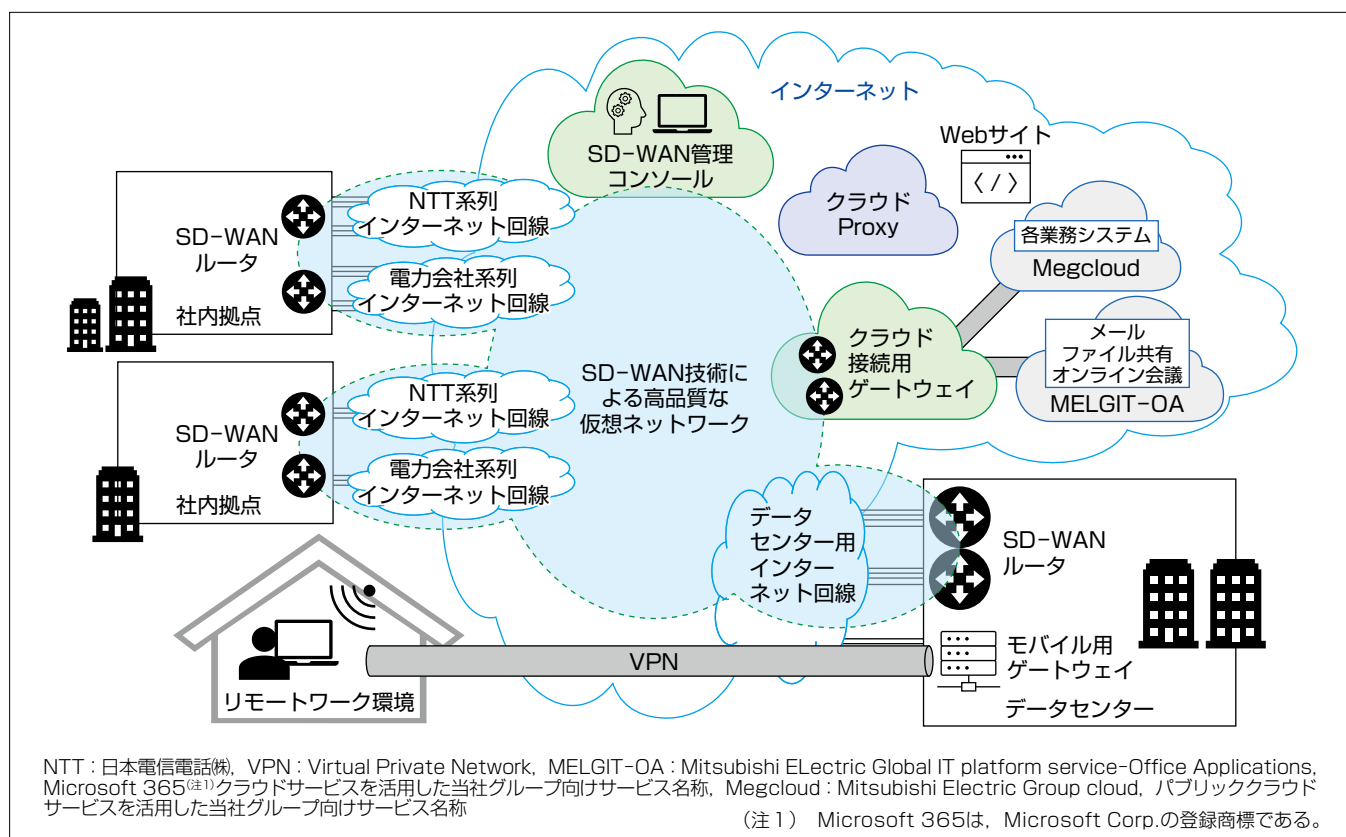 インターネット
SD-WAN管理
コンソール
Webサイト
クラウド
Proxy
各業務システム
Megcloud
NTT系列
インターネット回線
SD-WAN
ルータ
電力会社系列
インターネット回線
社内拠点
クラウド
接続用
ゲートウェイ
メール
ファイル共有
オンライン会議
MELGIT-OA
SD-WAN技術に
よる高品質な
仮想ネットワーク
NTT系列
インターネット回線
SD-WAN
ルータ
電力会社系列
インターネット回線
社内拠点
データ
センター用
インター
ネット回線
SD-WAN
ルータ
モバイル用
ゲートウェイ
データセンター
VPN
リモートワーク環境
NTT：日本電信電話㈱，VPN：Virtual Private Network，MELGIT-OA：Mitsubishi ELectric Global IT platform service-Office Applications，
Microsoft 365(注1)クラウドサービスを活用した当社グループ向けサービス名称，Megcloud：Mitsubishi Electric Group cloud，パブリッククラウド
サービスを活用した当社グループ向けサービス名称
（注1） Microsoft 365は，Microsoft Corp.の登録商標である。